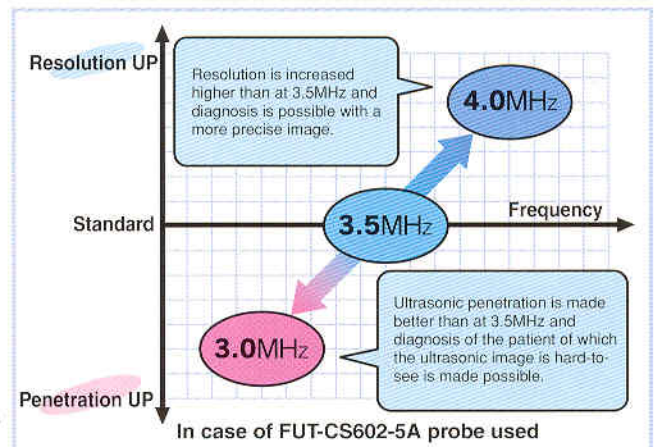 Resolution UP
Resolution is increased
higher than at 3.5MHz and
diagnosis is possible with a
more precise image.
4.0MHz
Standard
3.5MHz
Frequency
3.0MHz
Ultrasonic penetration is made
better than at 3.5MHz and
diagnosis of the patient of which
the ultrasonic image is hard-to-
see is made possible.
Penetration UP
In case of FUT-CS602-5A probe used